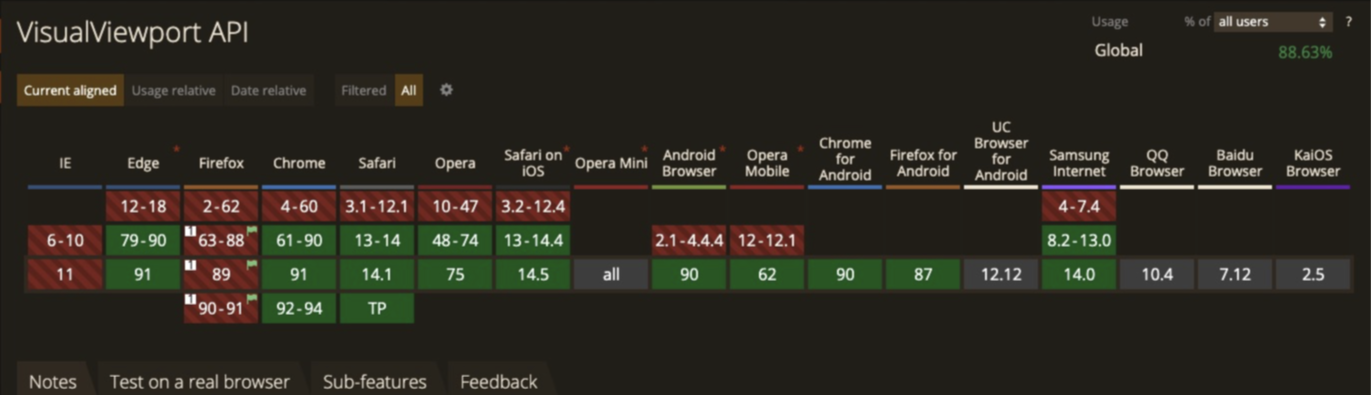 VisualViewport API
Usage % of all users ?
Global 88.63%
Current aligned Usage relative Date relative Filtered All
IE Edge * Firefox Chrome Safari Opera Safari on iOS * Opera Mini * Android Browser * Opera Mobile * Chrome for Android Firefox for Android UC Browser for Android Samsung Internet QQ Browser Baidu Browser KaiOS Browser
12-18 2-62 4-60 3.1-12.1 10-47 3.2-12.4 4-7.4
6-10 79-90 1 63-88 61-90 13-14 48-74 13-14.4 2.1-4.4.4 12-12.1 8.2-13.0
11 91 1 89 91 14.1 75 14.5 all 90 62 90 87 12.12 14.0 10.4 7.12 2.5
1 90-91 92-94 TP
Notes Test on a real browser Sub-features Feedback